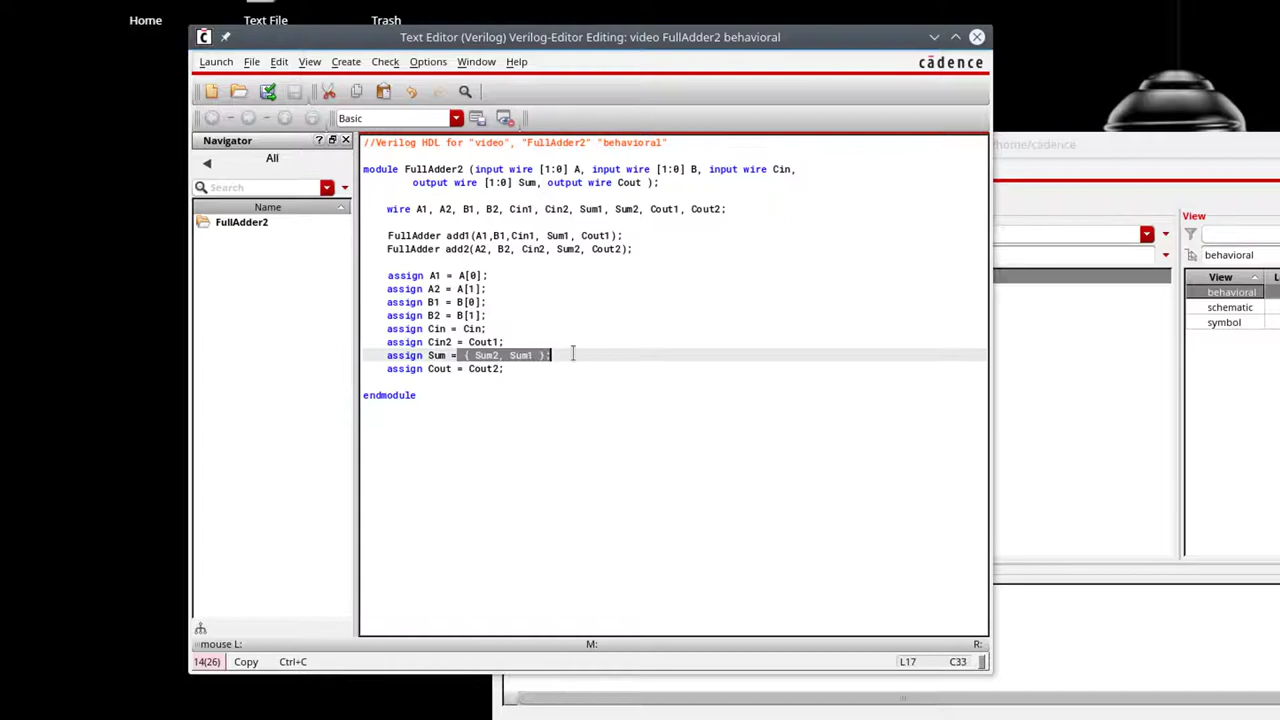 Home
Text File
Trash
Text Editor (Verilog) Verilog-Editor Editing: video FullAdder2 behavioral
Launch File Edit View Create Check Options Window Help
cādence
Basic
Navigator
All
Search
Name
FullAdder2
//Verilog HDL for "video", "FullAdder2" "behavioral"
module FullAdder2 (input wire [1:0] A, input wire [1:0] B, input wire Cin,
output wire [1:0] Sum, output wire Cout );
wire A1, A2, B1, B2, Cin1, Cin2, Sum1, Sum2, Cout1, Cout2;
FullAdder add1(A1,B1,Cin1, Sum1, Cout1);
FullAdder add2(A2, B2, Cin2, Sum2, Cout2);
assign A1 = A[0];
assign A2 = A[1];
assign B1 = B[0];
assign B2 = B[1];
assign Cin = Cin;
assign Cin2 = Cout1;
assign Sum = { Sum2, Sum1 };
assign Cout = Cout2;
endmodule
mouse L:
M:
R:
14(26) Copy Ctrl+C
L17 C33
/home/cadence
View
behavioral
View
behavioral
schematic
symbol